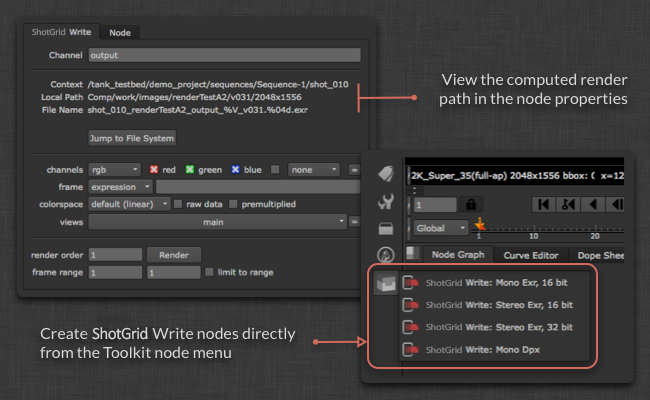 ShotGrid Write Node
Channel output
Context /tank_testbed/demo_project/sequences/Sequence-1/shot_010
Local Path Comp/work/images/renderTestA2/v031/2048x1556
File Name shot_010_renderTestA2_output_%V_v031.%04d.exr
Jump to File System
channels rgb red green blue none =
frame expression
colorspace default (linear) raw data premultiplied
views main =
render order 1 Render
frame range 1 1 limit to range
View the computed render
path in the node properties
2K_Super_35(full-ap) 2048x1556 bbox: ( x=12
1
Global 1 10 20
Node Graph Curve Editor Dope Shee
ShotGrid Write: Mono Exr, 16 bit
ShotGrid Write: Stereo Exr, 16 bit
ShotGrid Write: Stereo Exr, 32 bit
ShotGrid Write: Mono Dpx
Create ShotGrid Write nodes directly
from the Toolkit node menu